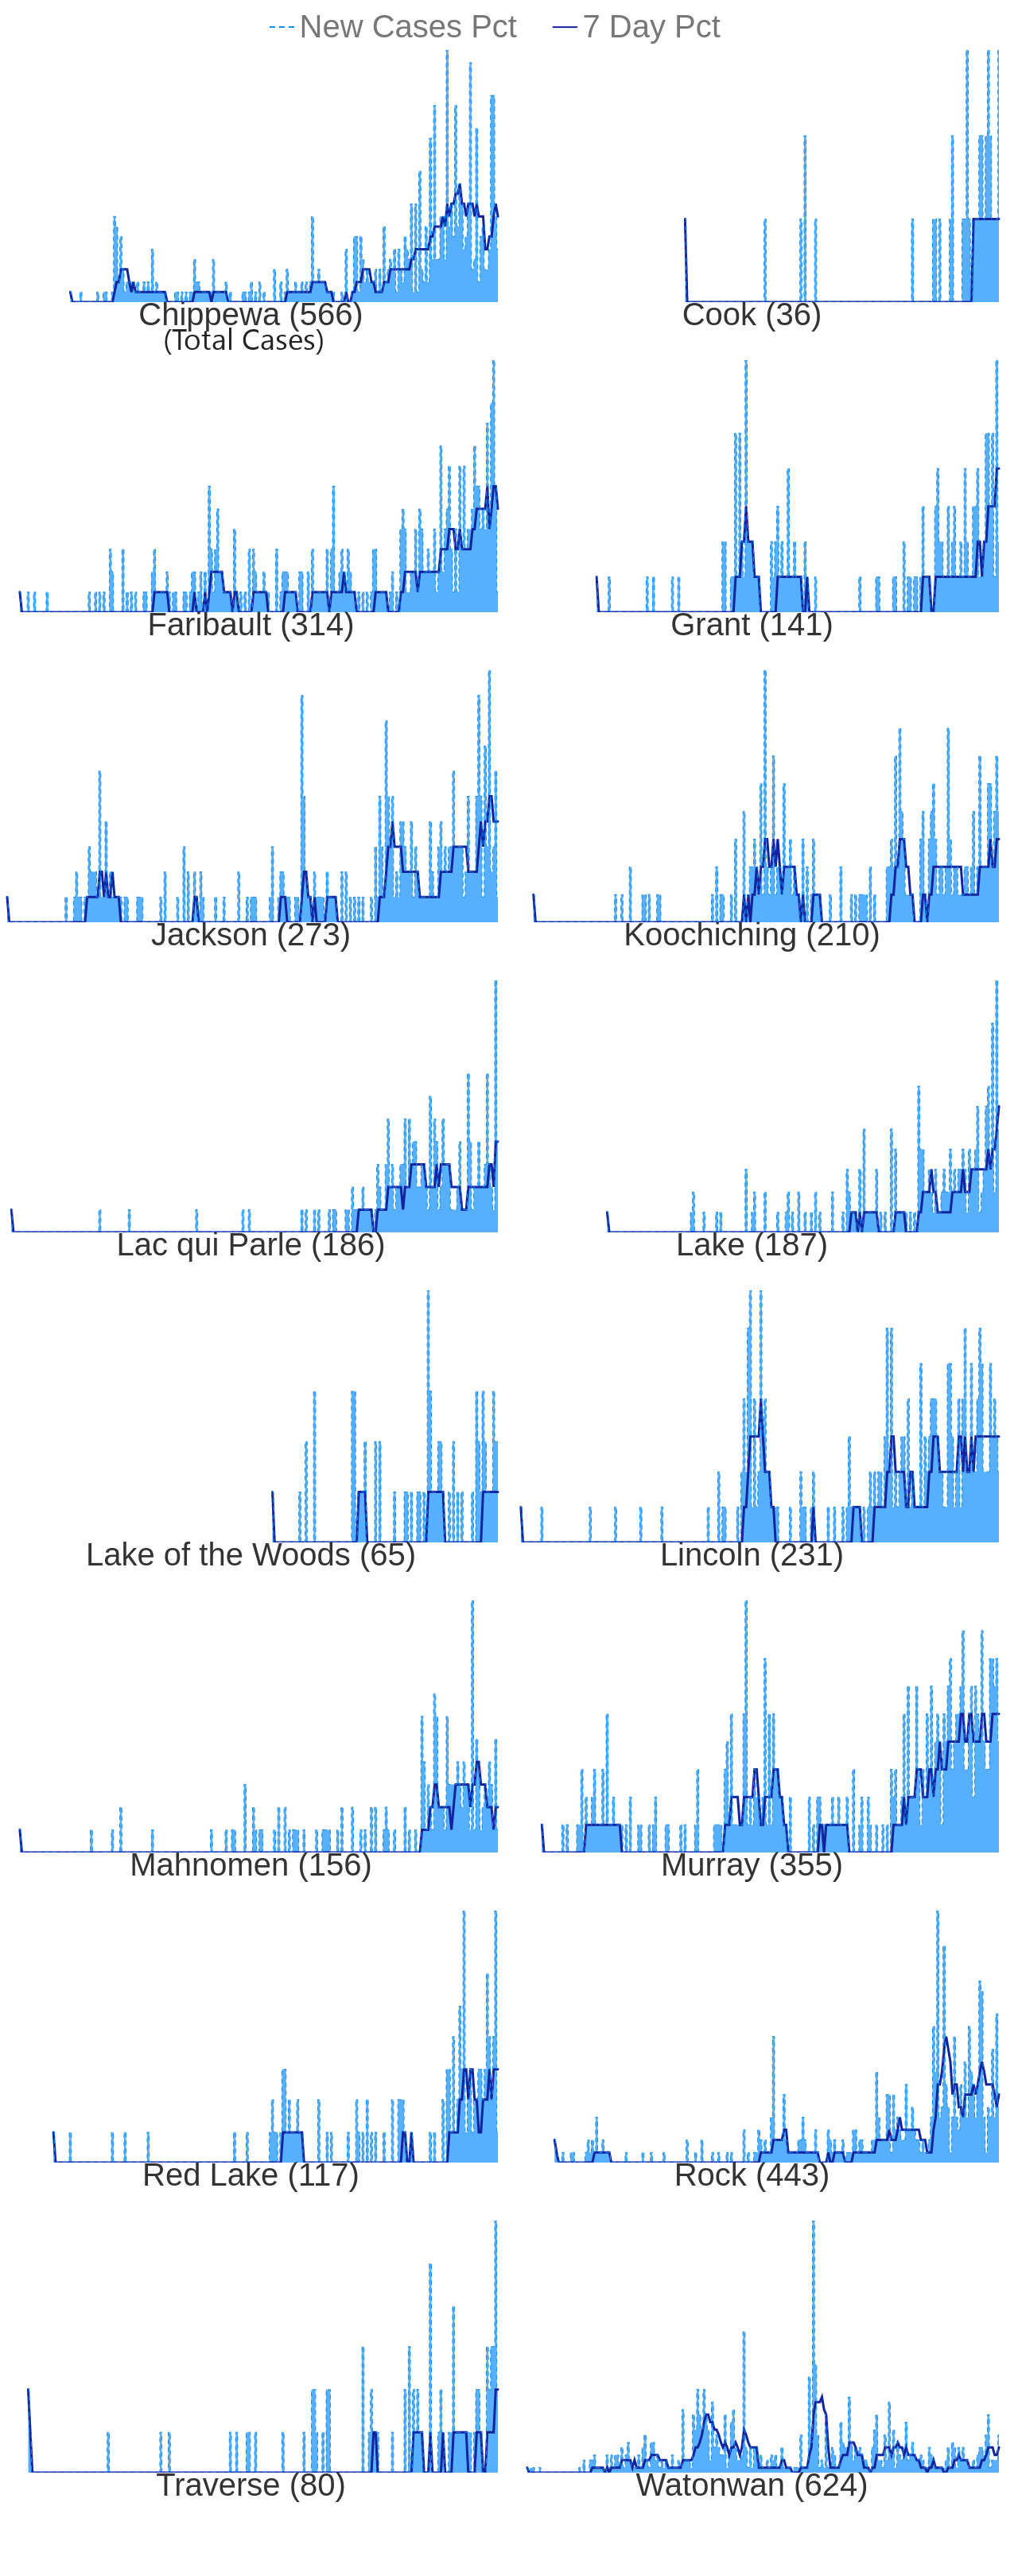 New Cases Pct 7 Day Pct
Chippewa (566) Cook (36)
(Total Cases)
Faribault (314) Grant (141)
Jackson (273) Koochiching (210)
Lac qui Parle (186) Lake (187)
Lake of the Woods (65) Lincoln (231)
Mahnomen (156) Murray (355)
Red Lake (117) Rock (443)
Traverse (80) Watonwan (624)